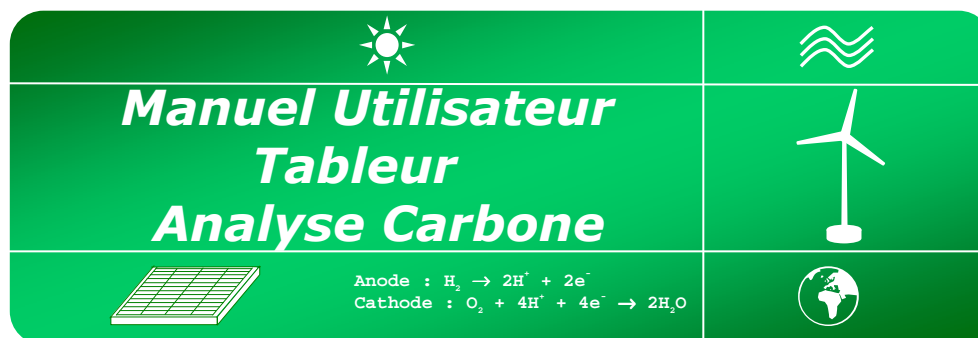 Manuel Utilisateur
Tableur
Analyse Carbone
Anode : H₂ → 2H⁺ + 2e⁻
Cathode : O₂ + 4H⁺ + 4e⁻ → 2H₂O